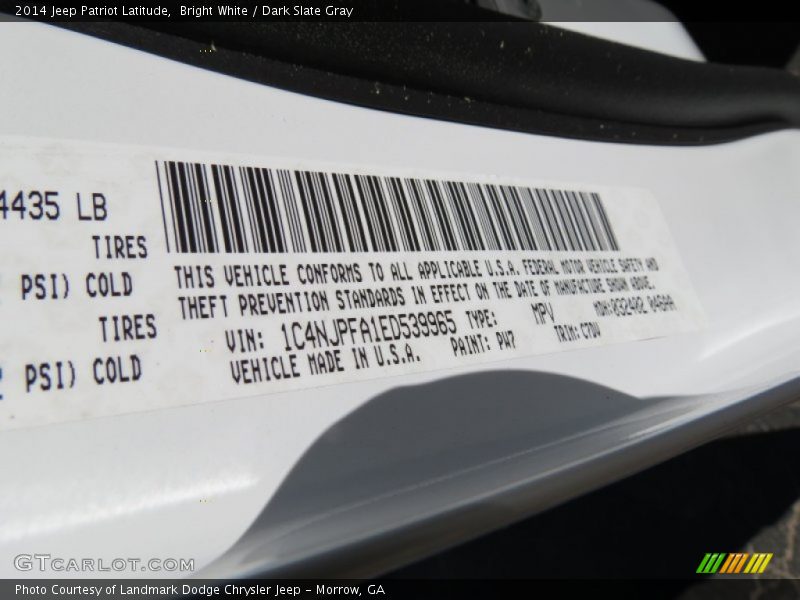 2014 Jeep Patriot Latitude,  Bright White / Dark Slate Gray
4435 LB
TIRES
PSI) COLD
TIRES
PSI) COLD
THIS VEHICLE CONFORMS TO ALL APPLICABLE U.S.A. FEDERAL MOTOR VEHICLE SAFETY AND
THEFT PREVENTION STANDARDS IN EFFECT ON THE DATE OF MANUFACTURE SHOWN ABOVE.
VIN: 1C4NJPFA1ED539965 TYPE: MPV
VEHICLE MADE IN U.S.A. PAINT: PW7 TRIM: CTDV
GTCARLOT.COM
Photo Courtesy of Landmark Dodge Chrysler Jeep - Morrow, GA